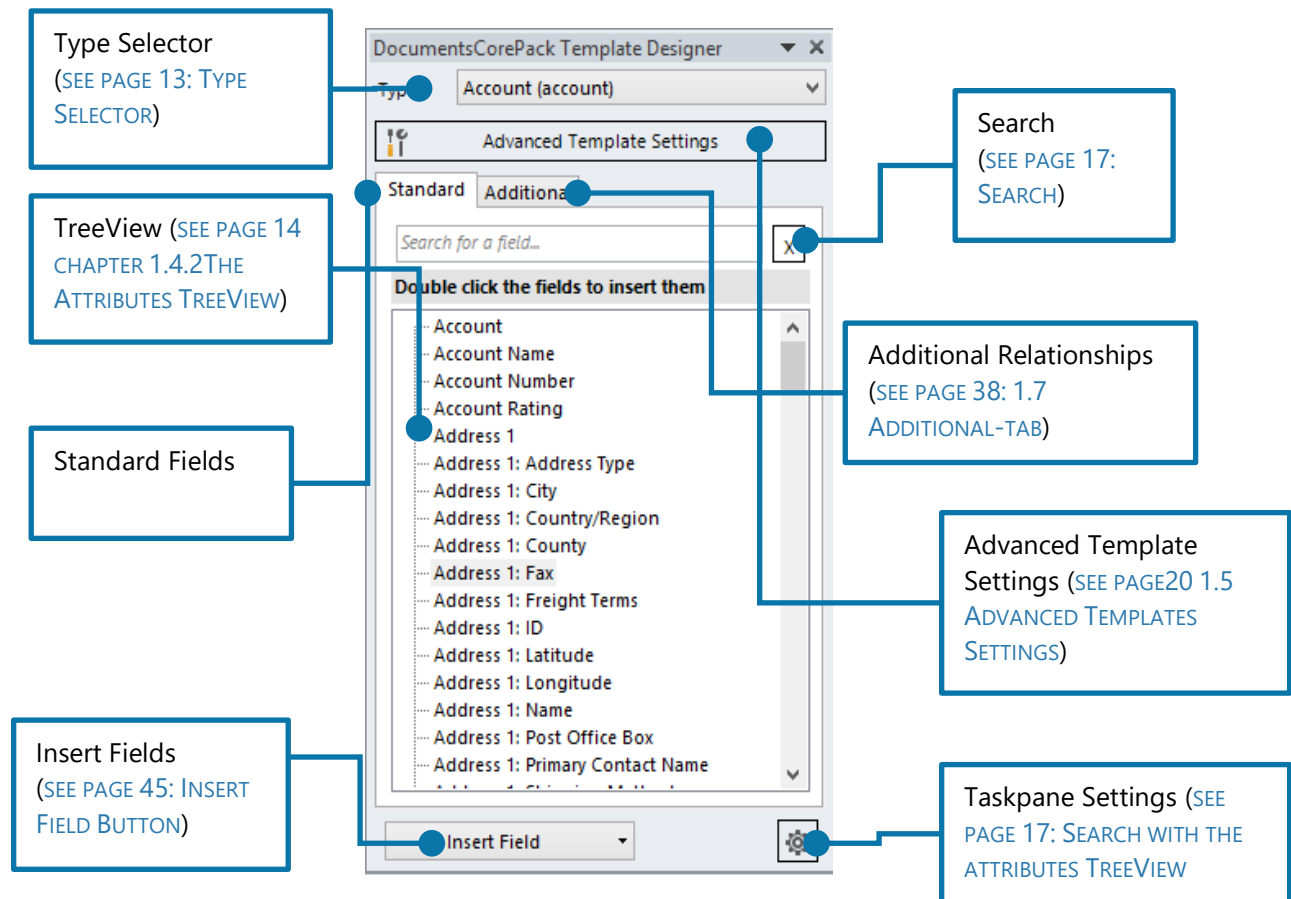 Type Selector
(SEE PAGE 13: TYPE
SELECTOR)
TreeView (SEE PAGE 14
CHAPTER 1.4.2THE
ATTRIBUTES TREEVIEW)
Standard Fields
Insert Fields
(SEE PAGE 45: INSERT
FIELD BUTTON)
DocumentsCorePack Template Designer
Account (account)
Advanced Template Settings
Standard
Search for a field...
X
Double click the fields to insert them
Account
Account Name
Account Number
Account Rating
Address 1
Address 1: Address Type
Address 1: City
Address 1: Country/Region
Address 1: County
Address 1: Fax
Address 1: Freight Terms
Address 1: ID
Address 1: Latitude
Address 1: Longitude
Address 1: Name
Address 1: Post Office Box
Address 1: Primary Contact Name
Insert Field
Search
(SEE PAGE 17:
SEARCH)
Additional Relationships
(SEE PAGE 38: 1.7
ADDITIONAL-TAB)
Advanced Template
Settings (SEE PAGE20 1.5
ADVANCED TEMPLATES
SETTINGS)
Taskpane Settings (SEE
PAGE 17: SEARCH WITH THE
ATTRIBUTES TREEVIEW